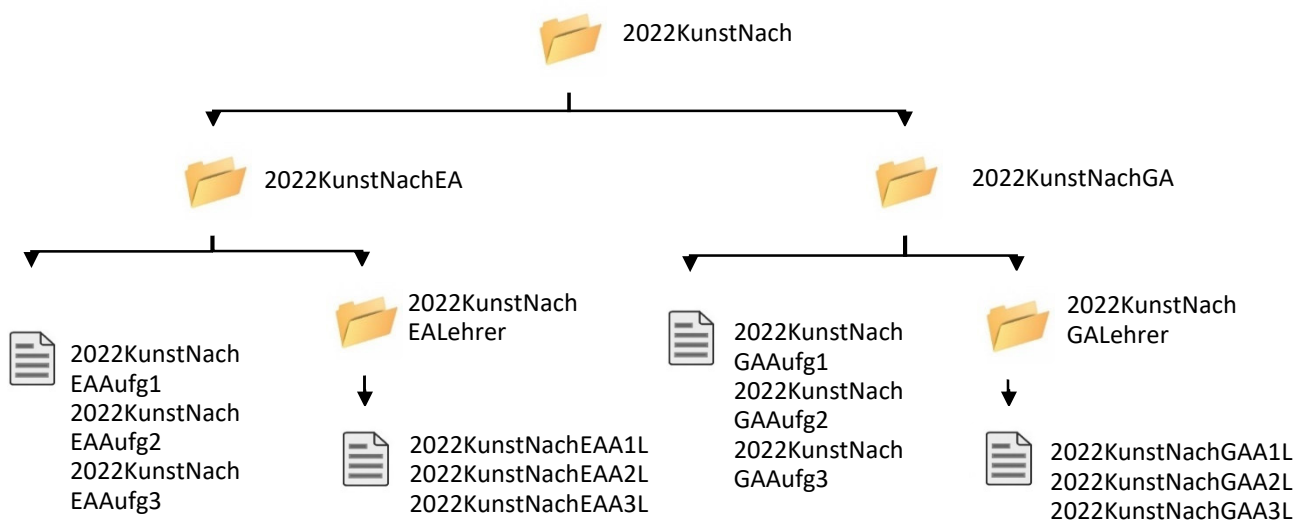 2022KunstNach
2022KunstNachEA
2022KunstNachGA
2022KunstNach
EAAufg1
2022KunstNach
EAAufg2
2022KunstNach
EAAufg3
2022KunstNach
EALehrer
2022KunstNachEAA1L
2022KunstNachEAA2L
2022KunstNachEAA3L
2022KunstNach
GAAufg1
2022KunstNach
GAAufg2
2022KunstNach
GAAufg3
2022KunstNach
GALehrer
2022KunstNachGAA1L
2022KunstNachGAA2L
2022KunstNachGAA3L